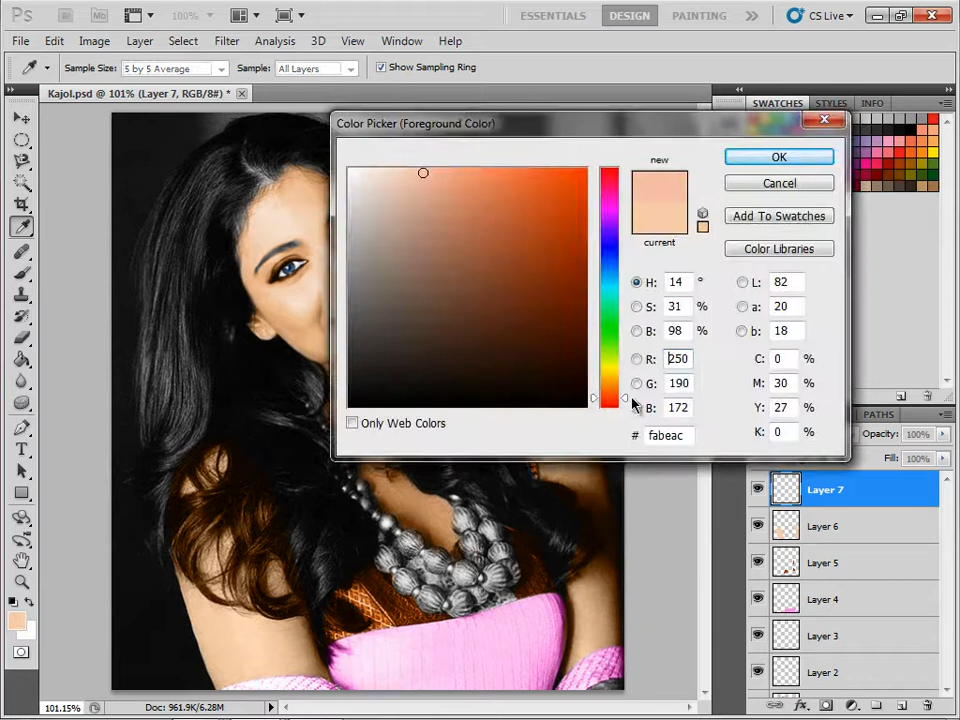 Ps Br Mb 100% ESSENTIALS DESIGN PAINTING CS Live
File Edit Image Layer Select Filter Analysis 3D View Window Help
Sample Size: 5 by 5 Average Sample: All Layers Show Sampling Ring
Kajol.psd @ 101% (Layer 7, RGB/8#) *
SWATCHES STYLES INFO
Color Picker (Foreground Color)
new
current
OK
Cancel
Add To Swatches
Color Libraries
H: 14 ° L: 82
S: 31 % a: 20
B: 98 % b: 18
R: 250 C: 0 %
G: 190 M: 30 %
B: 172 Y: 27 %
# fabeac K: 0 %
Only Web Colors
PATHS
Opacity: 100%
Fill: 100%
Layer 7
Layer 6
Layer 5
Layer 4
Layer 3
Layer 2
101.15% Doc: 961.9K/6.28M